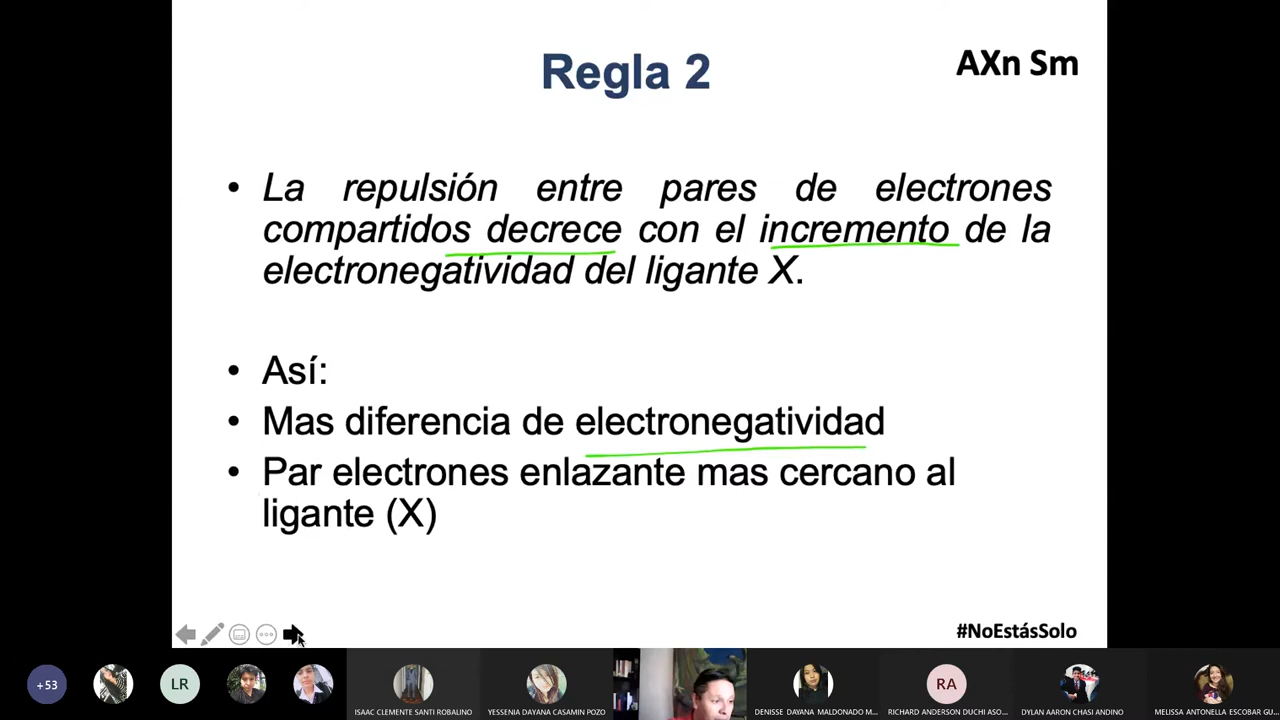 Regla 2
AXn Sm
• La repulsión entre pares de electrones
compartidos decrece con el incremento de la
electronegatividad del ligante X.
• Así:
• Mas diferencia de electronegatividad
• Par electrones enlazante mas cercano al
ligante (X)
#NoEstásSolo
+53
LR
RA
ISAAC CLEMENTE SANTI ROBALINO
YESSENIA DAYANA CASAMIN POZO
DENISSE DAYANA MALDONADO M...
RICHARD ANDERSON DUCHI ASO...
DYLAN AARON CHASI ANDINO
MELISSA ANTONELLA ESCOBAR GU...